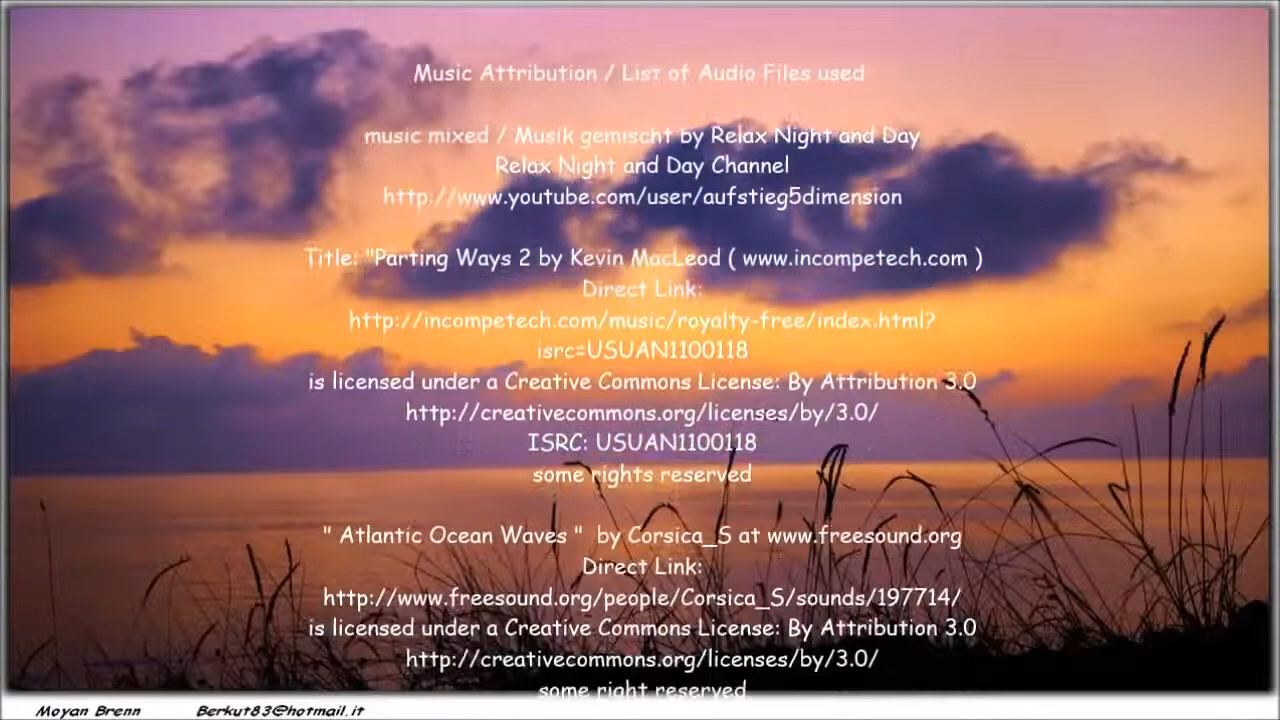 Music Attribution / List of Audio Files used
music mixed / Musik gemischt by Relax Night and Day
Relax Night and Day Channel
http://www.youtube.com/user/aufstieg5dimension
Title: "Parting Ways 2 by Kevin MacLeod ( www.incompetech.com )
Direct Link:
http://incompetech.com/music/royalty-free/index.html?
isrc=USUAN1100118
is licensed under a Creative Commons License: By Attribution 3.0
http://creativecommons.org/licenses/by/3.0/
ISRC: USUAN1100118
some rights reserved
" Atlantic Ocean Waves " by Corsica_S at www.freesound.org
Direct Link:
http://www.freesound.org/people/Corsica_S/sounds/197714/
is licensed under a Creative Commons License: By Attribution 3.0
http://creativecommons.org/licenses/by/3.0/
some right reserved
Moyan Brenn Berkut83@hotmail.it